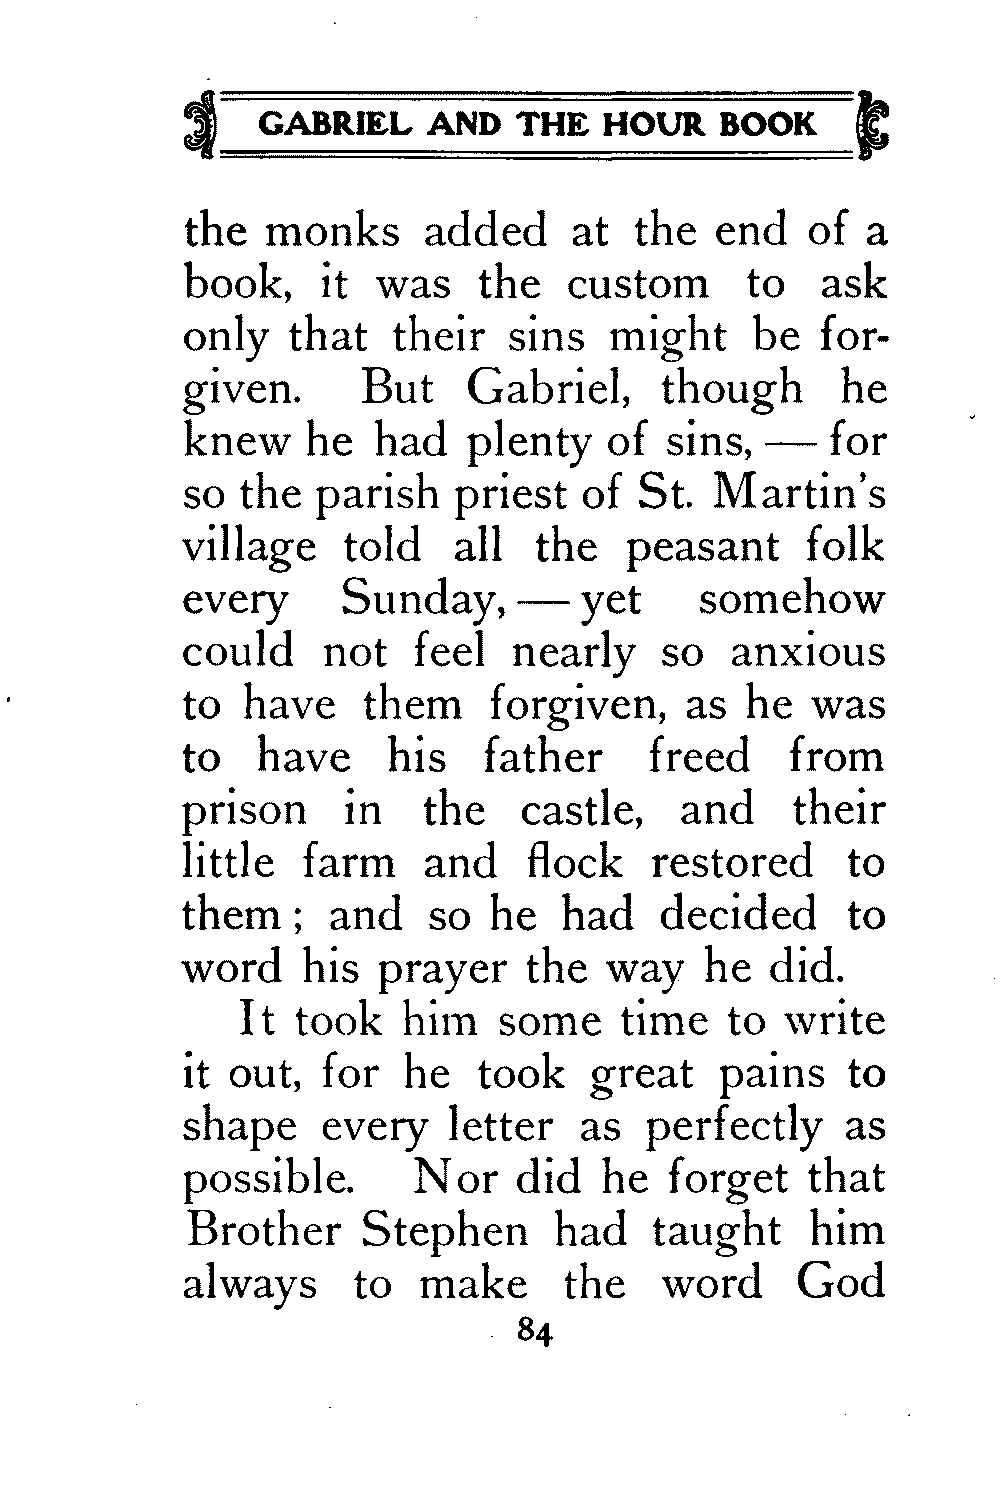 GABRIEL AND THE HOUR BOOK
the monks added at the end of a
book, it was the custom to ask
only that their sins might be for-
given. But Gabriel, though he
knew he had plenty of sins, — for
so the parish priest of St. Martin's
village told all the peasant folk
every Sunday, — yet somehow
could not feel nearly so anxious
to have them forgiven, as he was
to have his father freed from
prison in the castle, and their
little farm and flock restored to
them ; and so he had decided to
word his prayer the way he did.
It took him some time to write
it out, for he took great pains to
shape every letter as perfectly as
possible. Nor did he forget that
Brother Stephen had taught him
always to make the word God
84